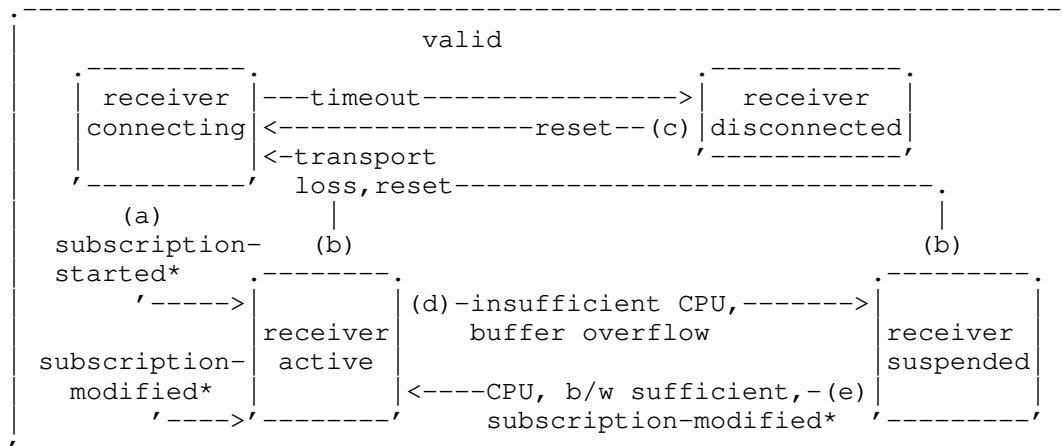 .----------------------------------------------------------------------
valid
.----------. .------------.
| receiver |---timeout---------------->| receiver |
|connecting|<----------------reset--(c)|disconnected|
| |<-transport '------------'
'----------' loss,reset------------------------------.
(a) | |
subscription- (b) (b)
started* .--------. .---------.
'----->| |(d)-insufficient CPU,------->| |
|receiver| buffer overflow |receiver |
subscription-| active | |suspended|
modified* | |<----CPU, b/w sufficient,-(e)| |
'---->'--------' subscription-modified* '---------'